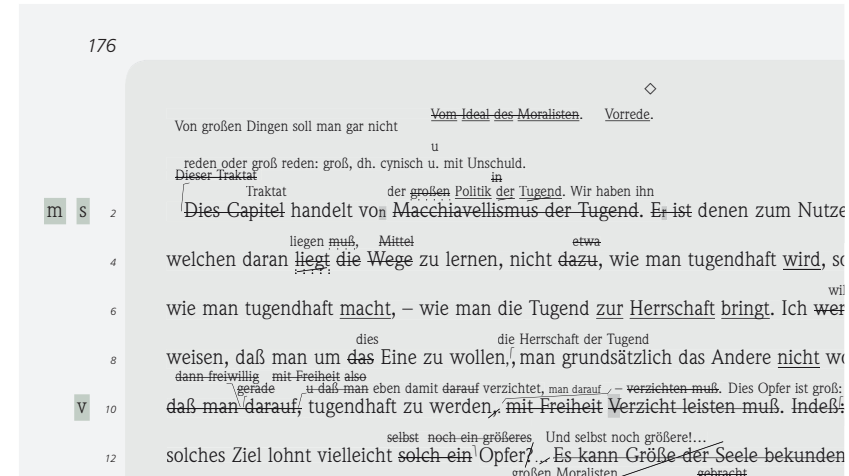 176
◇
Vom Ideal des Moralisten. Vorrede.
Von großen Dingen soll man gar nicht
u
reden oder groß reden: groß, dh. cynisch u. mit Unschuld.
Dieser Traktat in
Traktat der großen Politik der Tugend. Wir haben ihn
m s 2 Dies Capitel handelt von Macchiavellismus der Tugend. Er ist denen zum Nutze
liegen muß, Mittel etwa
4 welchen daran liegt die Wege zu lernen, nicht dazu, wie man tugendhaft wird, so
wil
6 wie man tugendhaft macht, – wie man die Tugend zur Herrschaft bringt. Ich wer
dies die Herrschaft der Tugend
8 weisen, daß man um das Eine zu wollen, man grundsätzlich das Andere nicht wo
dann freiwillig mit Freiheit also
gerade u daß man eben damit darauf verzichtet, man darauf – verzichten muß. Dies Opfer ist groß:
v 10 daß man darauf, tugendhaft zu werden, mit Freiheit Verzicht leisten muß. Indeß:
selbst noch ein größeres Und selbst noch größere!…
12 solches Ziel lohnt vielleicht solch ein Opfer? Es kann Größe der Seele bekunden
großen Moralisten gebracht